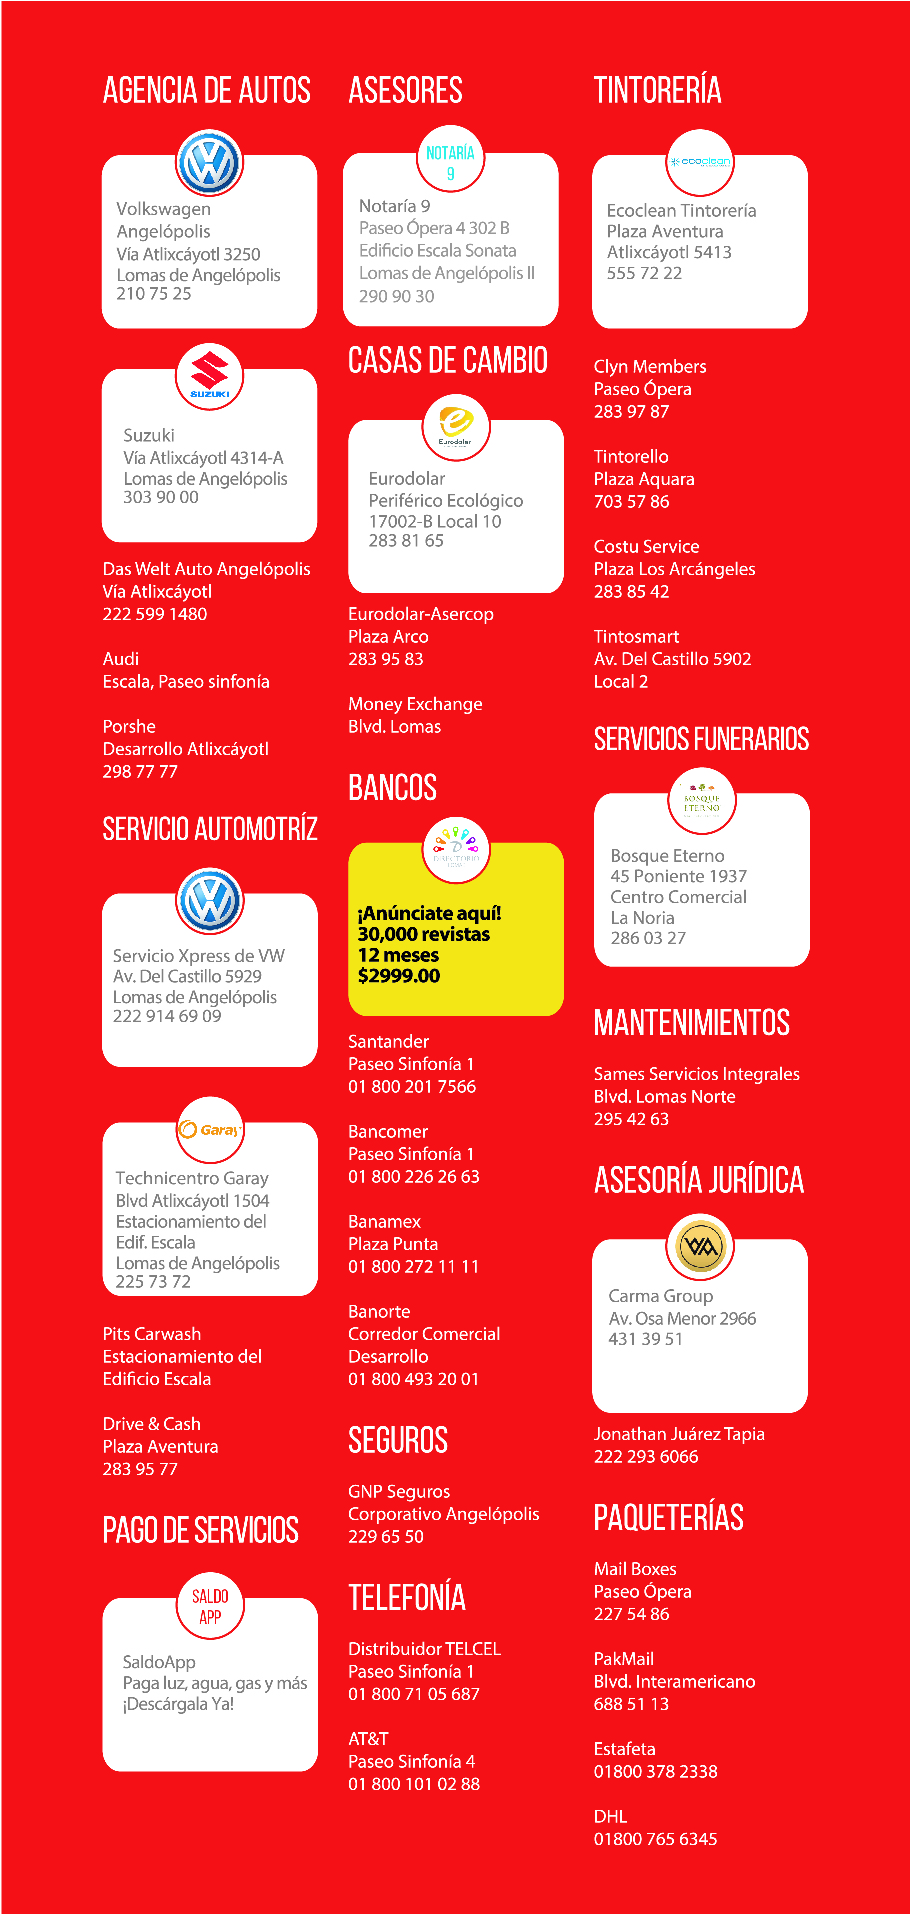 AGENCIA DE AUTOS
Volkswagen
Angelópolis
Vía Atlixcáyotl 3250
Lomas de Angelópolis
210 75 25
SUZUKI
Suzuki
Vía Atlixcáyotl 4314-A
Lomas de Angelópolis
303 90 00
Das Welt Auto Angelópolis
Vía Atlixcáyotl
222 599 1480
Audi
Escala, Paseo sinfonía
Porshe
Desarrollo Atlixcáyotl
298 77 77
SERVICIO AUTOMOTRÍZ
Servicio Xpress de VW
Av. Del Castillo 5929
Lomas de Angelópolis
222 914 69 09
Garay
Technicentro Garay
Blvd Atlixcáyotl 1504
Estacionamiento del
Edif. Escala
Lomas de Angelópolis
225 73 72
Pits Carwash
Estacionamiento del
Edificio Escala
Drive & Cash
Plaza Aventura
283 95 77
PAGO DE SERVICIOS
SALDO
APP
SaldoApp
Paga luz, agua, gas y más
¡Descárgala Ya!
ASESORES
NOTARÍA
9
Notaría 9
Paseo Ópera 4 302 B
Edificio Escala Sonata
Lomas de Angelópolis II
290 90 30
CASAS DE CAMBIO
Eurodolar
Eurodolar
Periférico Ecológico
17002-B Local 10
283 81 65
Eurodolar-Asercop
Plaza Arco
283 95 83
Money Exchange
Blvd. Lomas
BANCOS
DIRECTORIO
¡Anúnciate aquí!
30,000 revistas
12 meses
$2999.00
Santander
Paseo Sinfonía 1
01 800 201 7566
Bancomer
Paseo Sinfonía 1
01 800 226 26 63
Banamex
Plaza Punta
01 800 272 11 11
Banorte
Corredor Comercial
Desarrollo
01 800 493 20 01
SEGUROS
GNP Seguros
Corporativo Angelópolis
229 65 50
TELEFONÍA
Distribuidor TELCEL
Paseo Sinfonía 1
01 800 71 05 687
AT&T
Paseo Sinfonía 4
01 800 101 02 88
TINTORERÍA
ecoclean
Ecoclean Tintorería
Plaza Aventura
Atlixcáyotl 5413
555 72 22
Clyn Members
Paseo Ópera
283 97 87
Tintorello
Plaza Aquara
703 57 86
Costu Service
Plaza Los Arcángeles
283 85 42
Tintosmart
Av. Del Castillo 5902
Local 2
SERVICIOS FUNERARIOS
BOSQUE
ETERNO
Bosque Eterno
45 Poniente 1937
Centro Comercial
La Noria
286 03 27
MANTENIMIENTOS
Sames Servicios Integrales
Blvd. Lomas Norte
295 42 63
ASESORÍA JURÍDICA
Carma Group
Av. Osa Menor 2966
431 39 51
Jonathan Juárez Tapia
222 293 6066
PAQUETERÍAS
Mail Boxes
Paseo Ópera
227 54 86
PakMail
Blvd. Interamericano
688 51 13
Estafeta
01800 378 2338
DHL
01800 765 6345